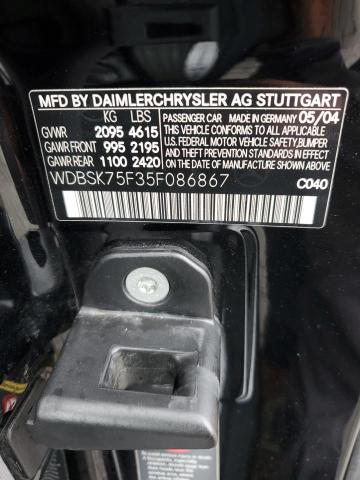 MFD BY DAIMLERCHRYSLER AG STUTTGART
KG LBS
GVWR 2095 4615
GAWR FRONT 995 2195
GAWR REAR 1100 2420
PASSENGER CAR MADE IN GERMANY 05/04
THIS VEHICLE CONFORMS TO ALL APPLICABLE
U.S. FEDERAL MOTOR VEHICLE SAFETY,
BUMPER, AND THEFT PREVENTION STANDARDS
IN EFFECT ON THE DATE OF MANUFACTURE
SHOWN ABOVE.
WDBSK75F35F086867
C040